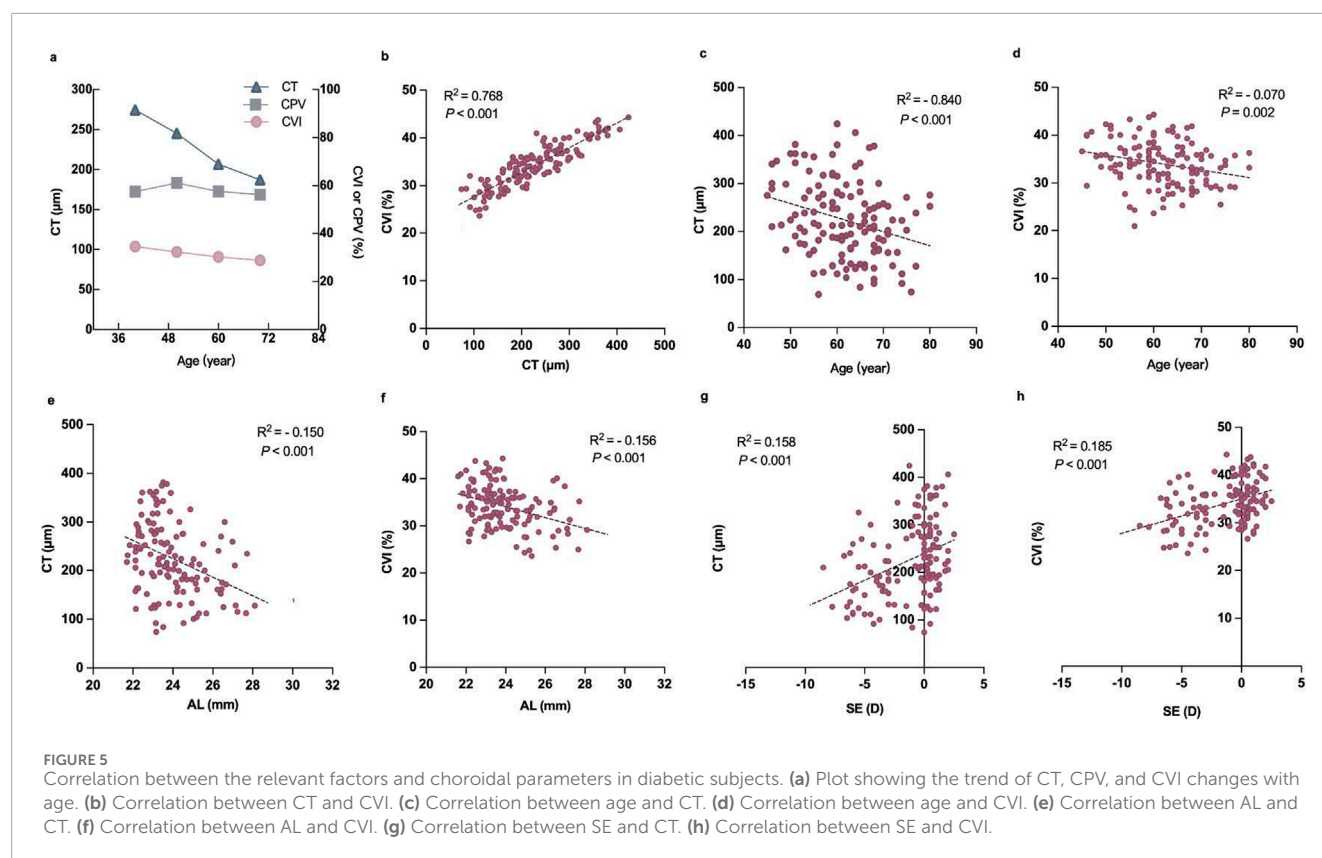 a
CT
CPV
CVI
300
250
200
150
100
50
0
CT (µm)
100
80
60
40
20
0
CVI or CPV (%)
36
48
60
72
84
Age (year)
b
R² = 0.768
P < 0.001
50
40
30
20
10
0
CVI (%)
0
100
200
300
400
500
CT (µm)
c
R² = - 0.840
P < 0.001
500
400
300
200
100
0
CT (µm)
40
50
60
70
80
90
Age (year)
d
R² = - 0.070
P = 0.002
50
40
30
20
10
0
CVI (%)
40
50
60
70
80
90
Age (year)
e
R² = - 0.150
P < 0.001
500
400
300
200
100
0
CT (µm)
20
22
24
26
28
30
32
AL (mm)
f
R² = - 0.156
P < 0.001
50
40
30
20
10
0
CVI (%)
20
22
24
26
28
30
32
AL (mm)
g
R² = 0.158
P < 0.001
500
400
300
200
100
CT (µm)
-15
-10
-5
0
5
SE (D)
h
R² = 0.185
P < 0.001
50
40
30
20
10
CVI (%)
-15
-10
-5
0
5
SE (D)
FIGURE 5
Correlation between the relevant factors and choroidal parameters in diabetic subjects. (a) Plot showing the trend of CT, CPV, and CVI changes with
age. (b) Correlation between CT and CVI. (c) Correlation between age and CT. (d) Correlation between age and CVI. (e) Correlation between AL and
CT. (f) Correlation between AL and CVI. (g) Correlation between SE and CT. (h) Correlation between SE and CVI.